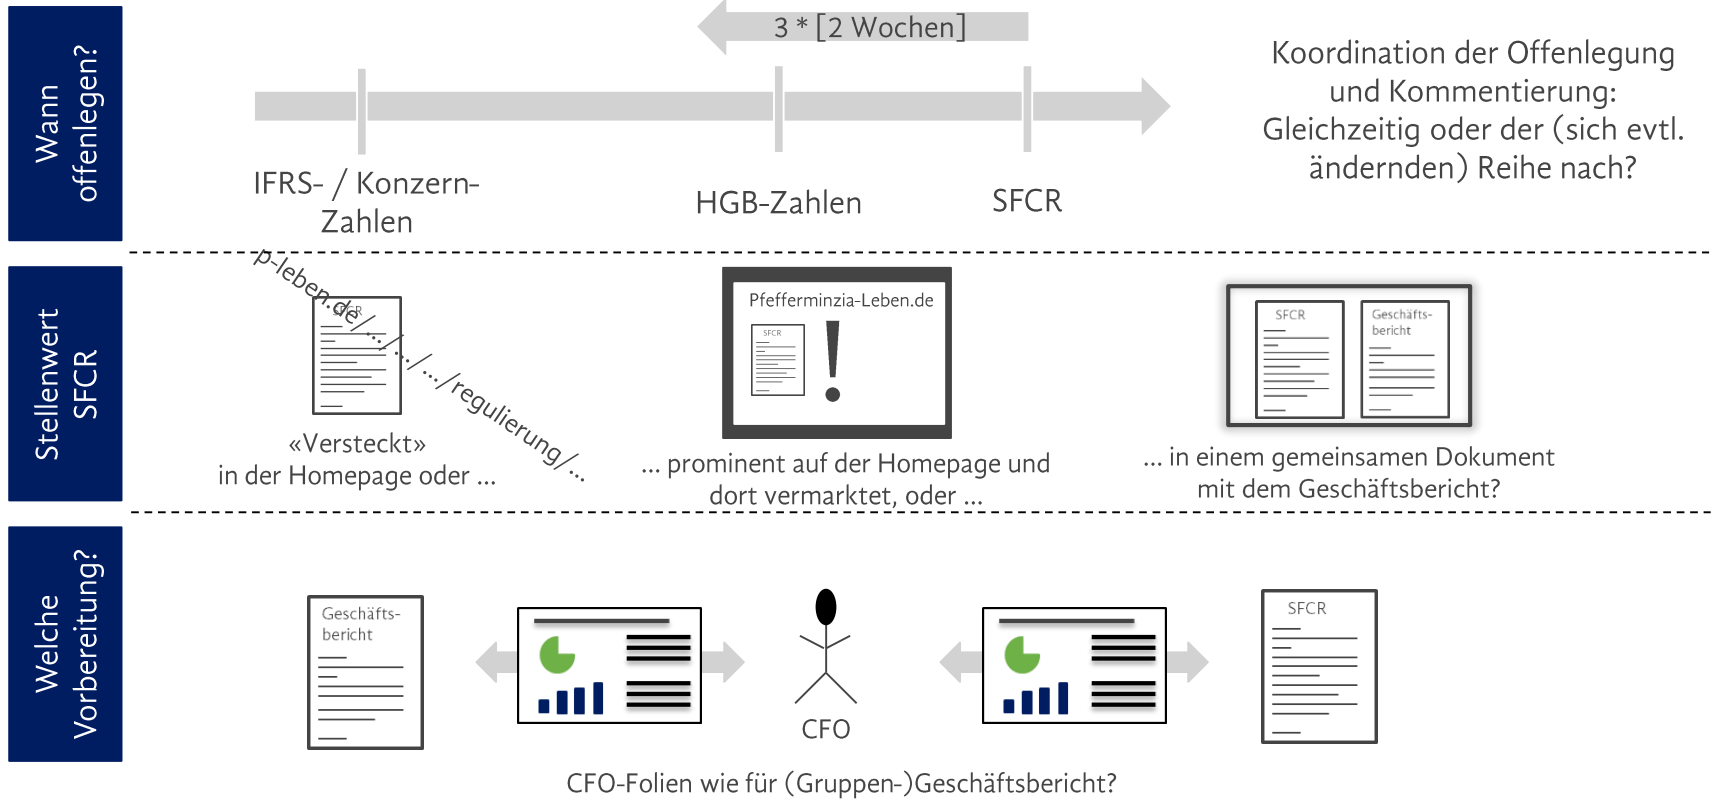 Wann
offenlegen?
3 * [2 Wochen]
IFRS- / Konzern-
Zahlen
HGB-Zahlen
SFCR
Koordination der Offenlegung
und Kommentierung:
Gleichzeitig oder der (sich evtl.
ändernden) Reihe nach?
Stellenwert
SFCR
p-leben.de/.../.../.../regulierung/...
SFCR
«Versteckt»
in der Homepage oder ...
Pfefferminzia-Leben.de
SFCR
!
... prominent auf der Homepage und
dort vermarktet, oder ...
SFCR
Geschäfts-
bericht
... in einem gemeinsamen Dokument
mit dem Geschäftsbericht?
Welche
Vorbereitung?
Geschäfts-
bericht
CFO
SFCR
CFO-Folien wie für (Gruppen-)Geschäftsbericht?